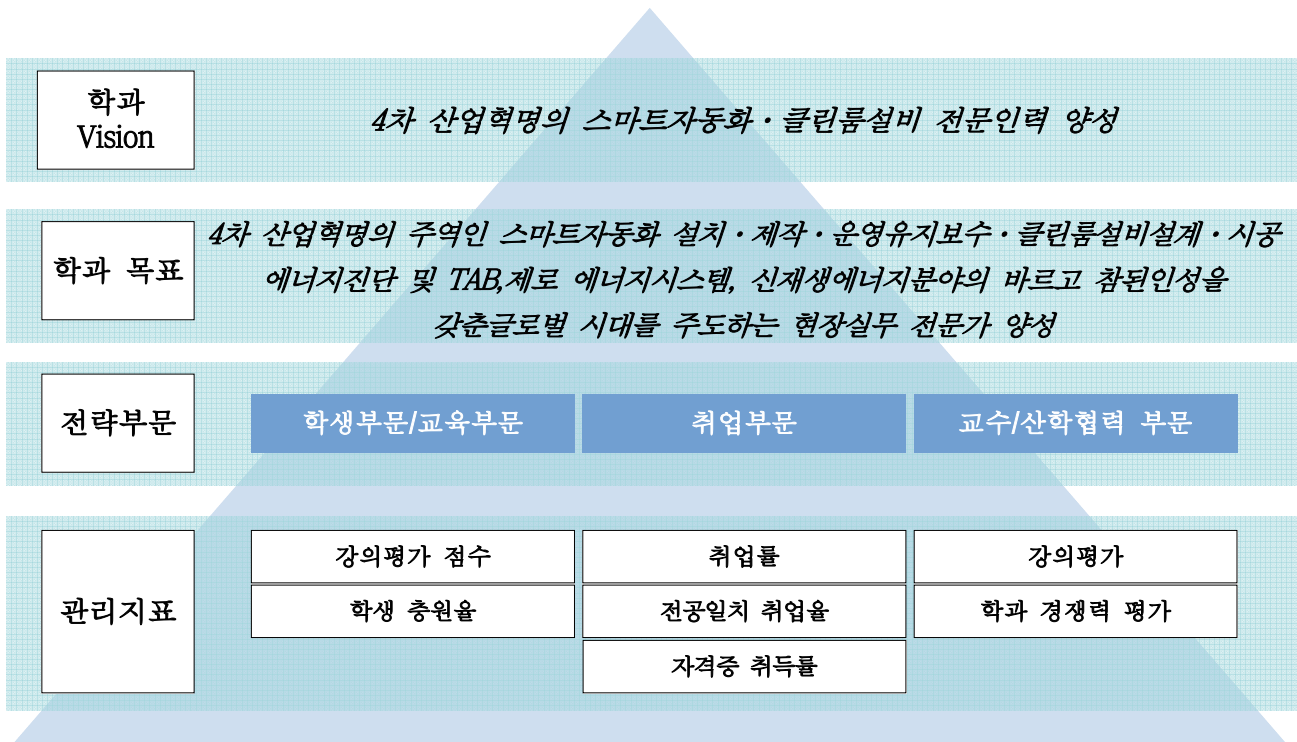 학과
Vision
4차 산업혁명의 스마트자동화·클린룸설비 전문인력 양성
학과 목표
4차 산업혁명의 주역인 스마트자동화 설치·제작·운영유지보수·클린룸설비설계·시공
에너지진단 및 TAB,제로 에너지시스템, 신재생에너지분야의 바르고 참된인성을
갖춘글로벌 시대를 주도하는 현장실무 전문가 양성
전략부문
학생부문/교육부문
취업부문
교수/산학협력 부문
관리지표
강의평가 점수
취업률
강의평가
학생 충원율
전공일치 취업율
학과 경쟁력 평가
자격증 취득률